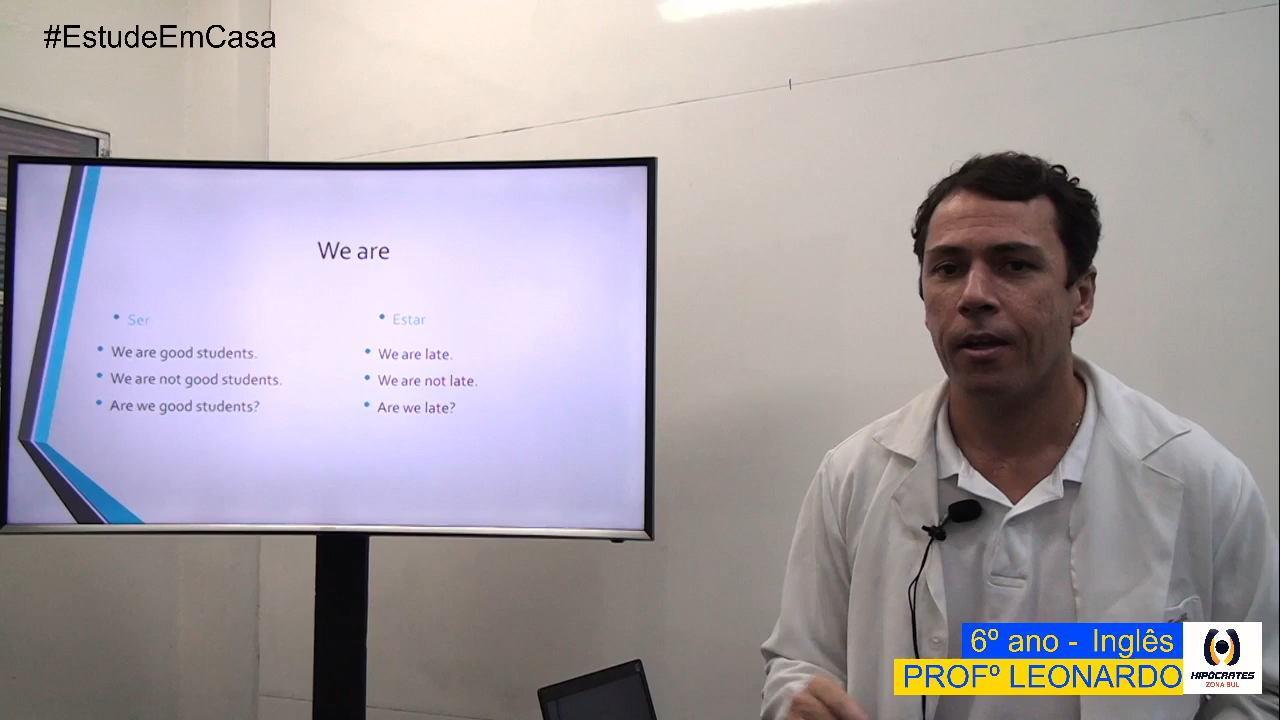 #EstudeEmCasa
We are
Ser
We are good students.
We are not good students.
Are we good students?
Estar
We are late.
We are not late.
Are we late?
6º ano - Inglês
PROFº LEONARDO
HIPÓCRATES
ZONA SUL